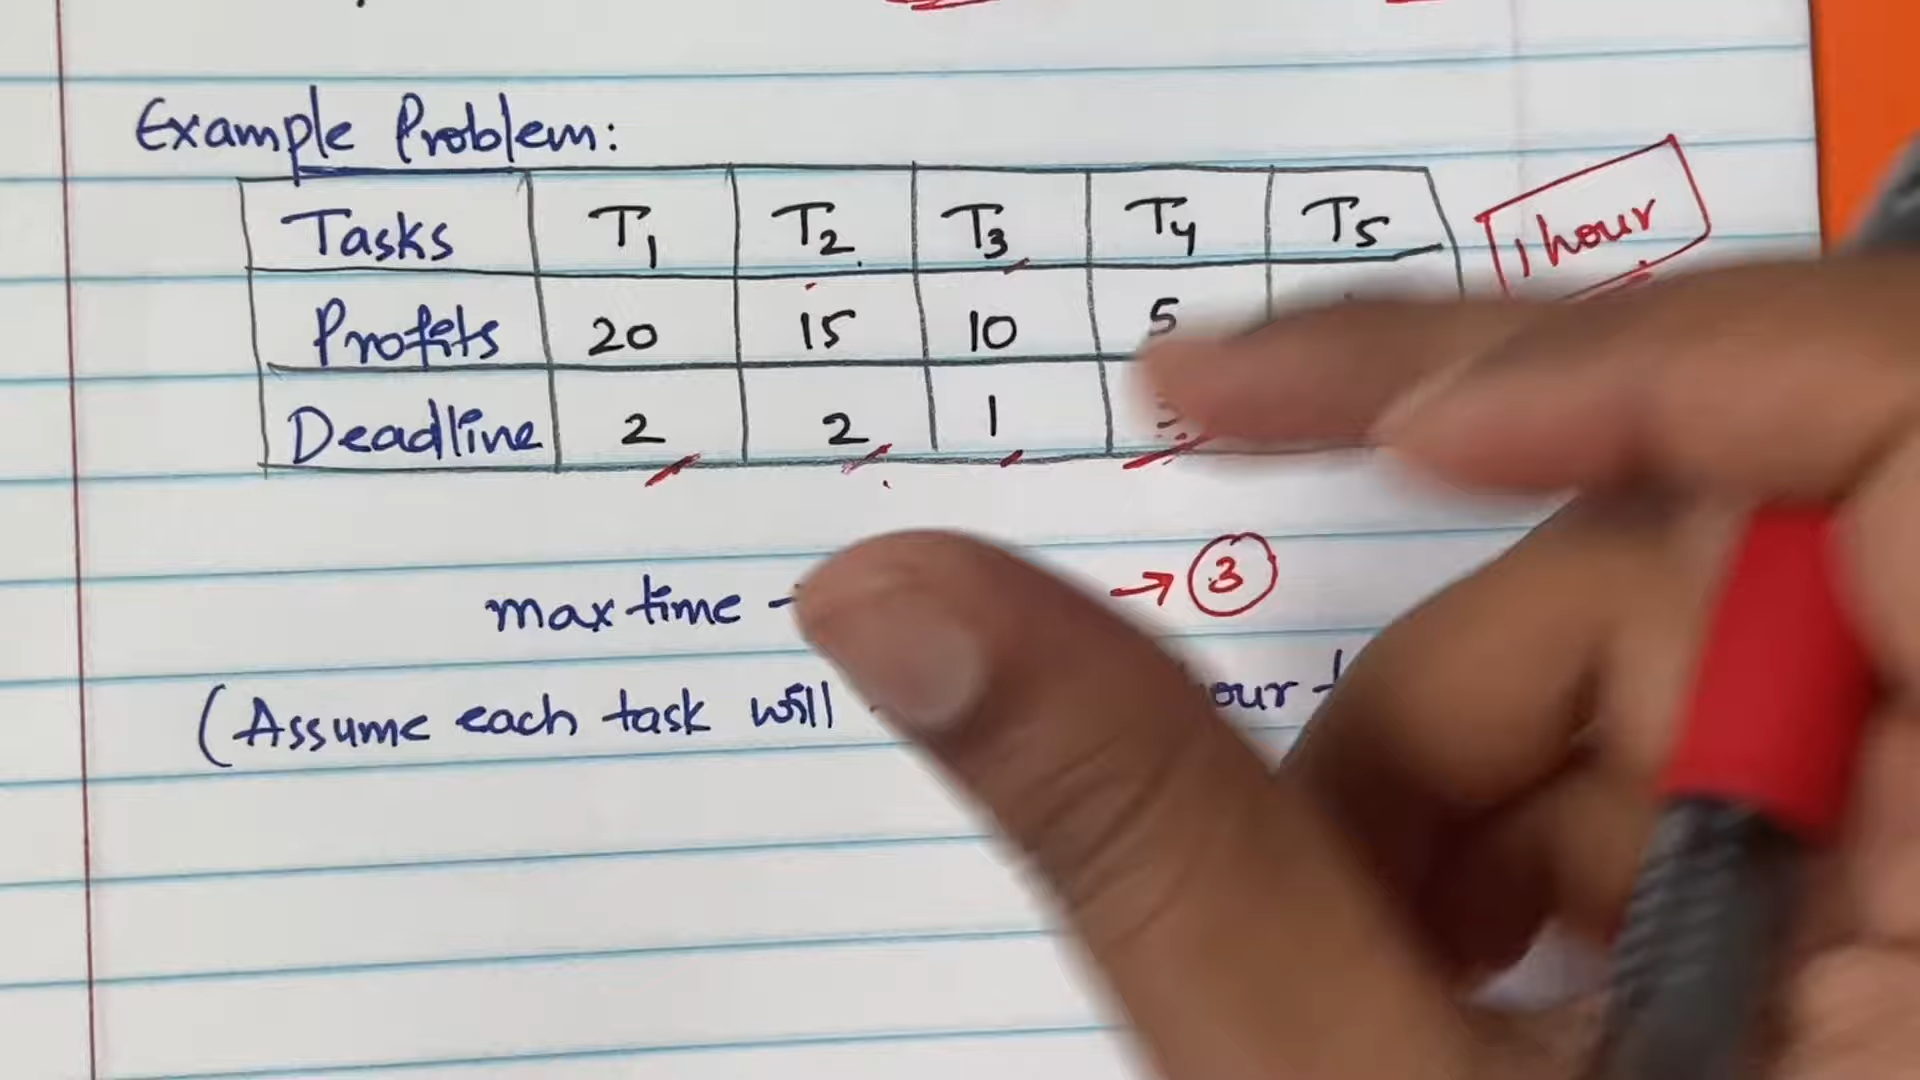 Example Problem:
Tasks T1 T2 T3 T4 T5
1 hour
Profits 20 15 10 5
Deadline 2 2 1
max time → 3
(Assume each task will